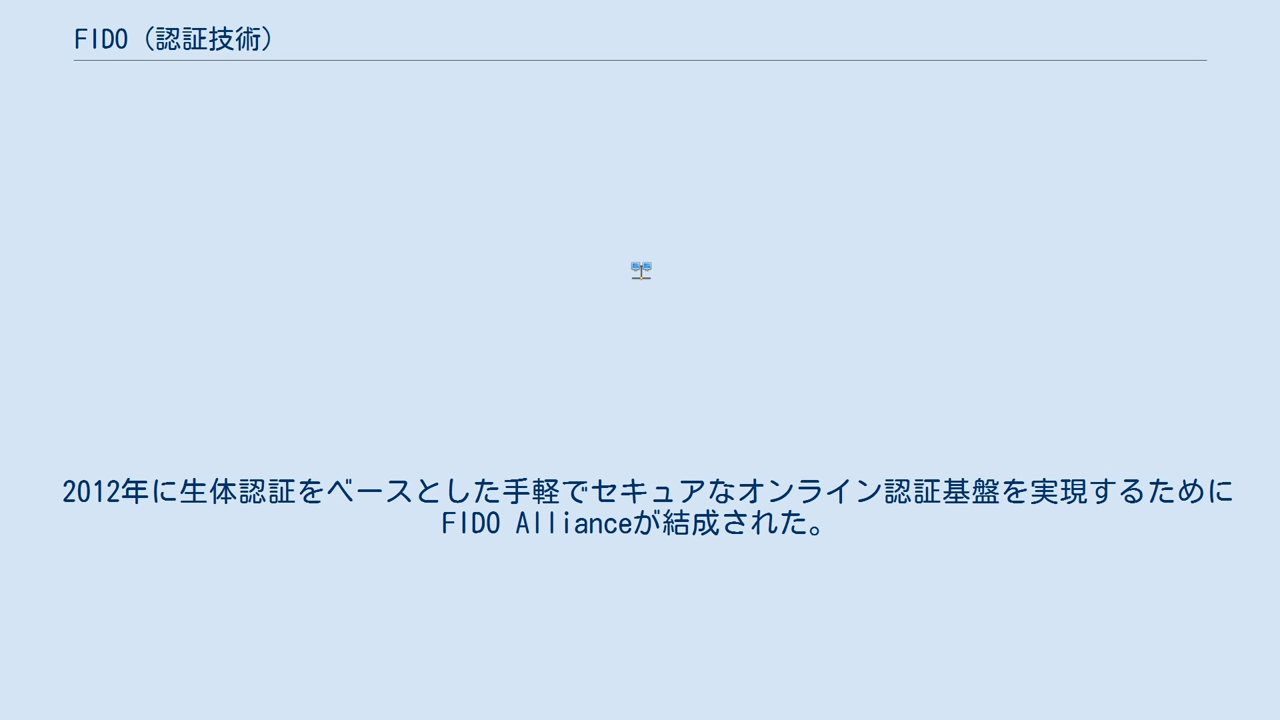 FIDO（認証技術）
2012年に生体認証をベースとした手軽でセキュアなオンライン認証基盤を実現するために
FIDO Allianceが結成された。